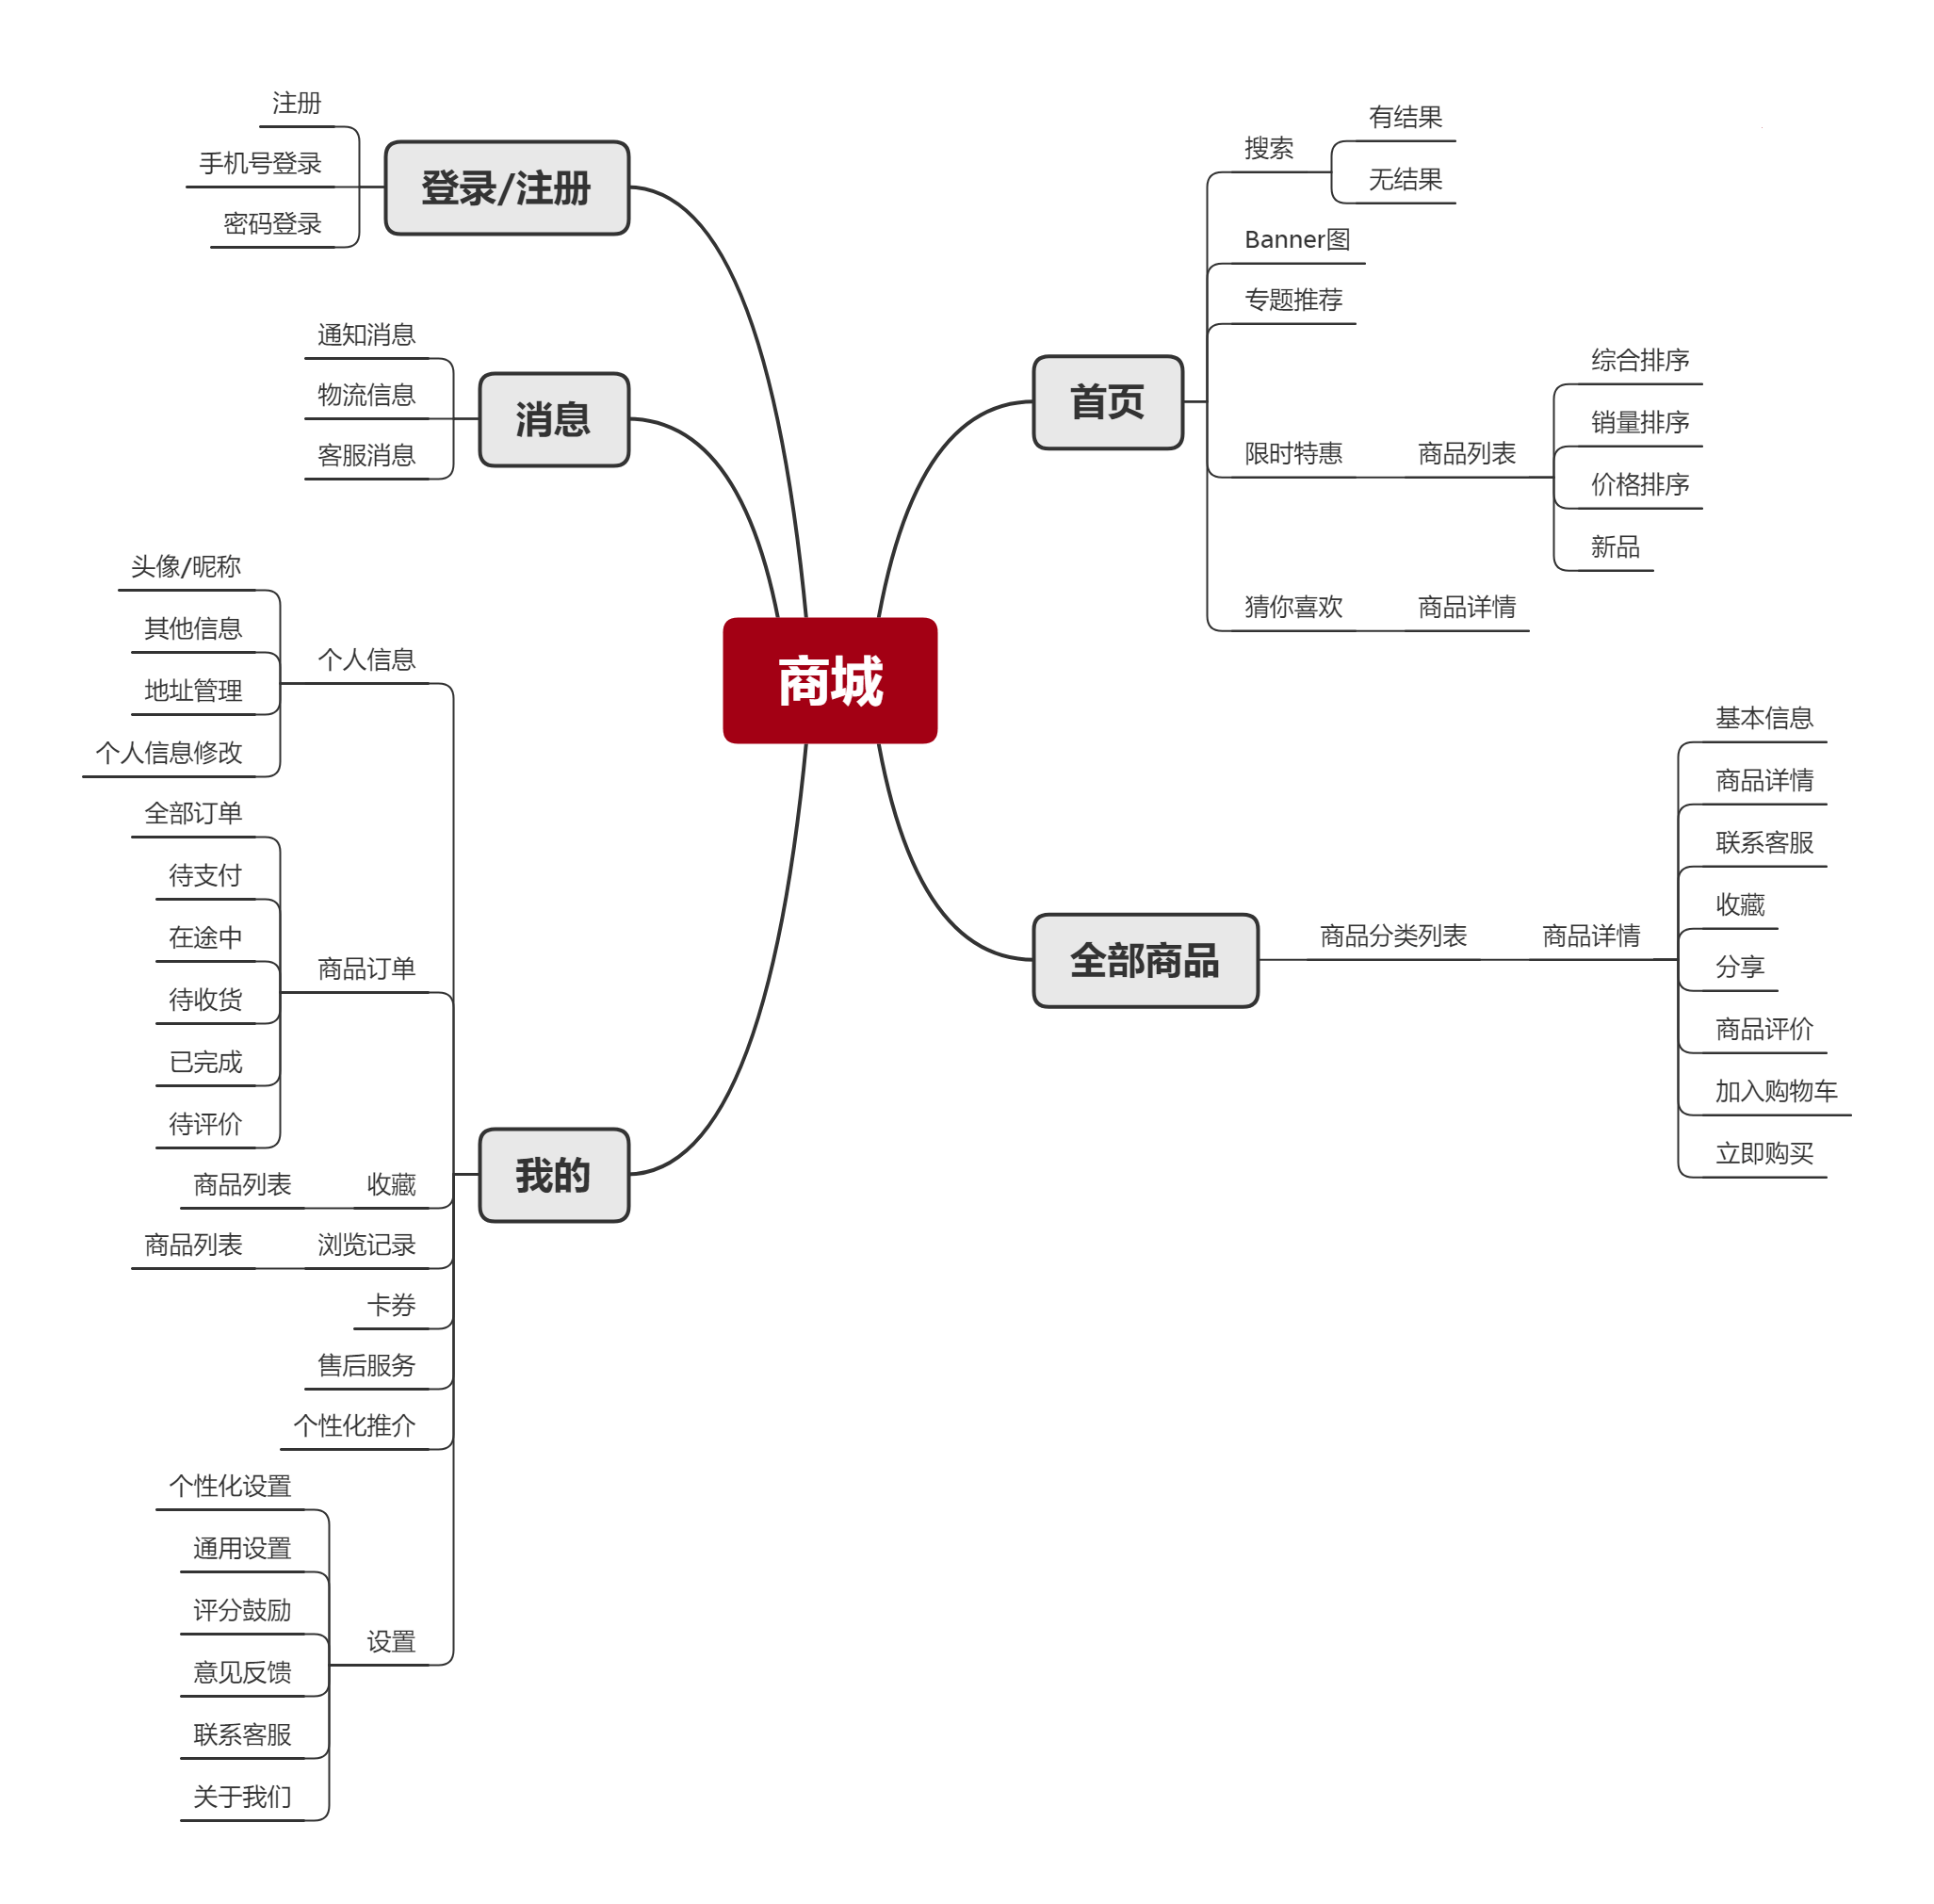 商城
登录/注册
注册
手机号登录
密码登录
消息
通知消息
物流信息
客服消息
我的
个人信息
头像/昵称
其他信息
地址管理
个人信息修改
商品订单
全部订单
待支付
在途中
待收货
已完成
待评价
收藏
商品列表
浏览记录
商品列表
卡券
售后服务
个性化推介
设置
个性化设置
通用设置
评分鼓励
意见反馈
联系客服
关于我们
首页
搜索
有结果
无结果
Banner图
专题推荐
限时特惠
商品列表
综合排序
销量排序
价格排序
新品
猜你喜欢
商品详情
全部商品
商品分类列表
商品详情
基本信息
商品详情
联系客服
收藏
分享
商品评价
加入购物车
立即购买